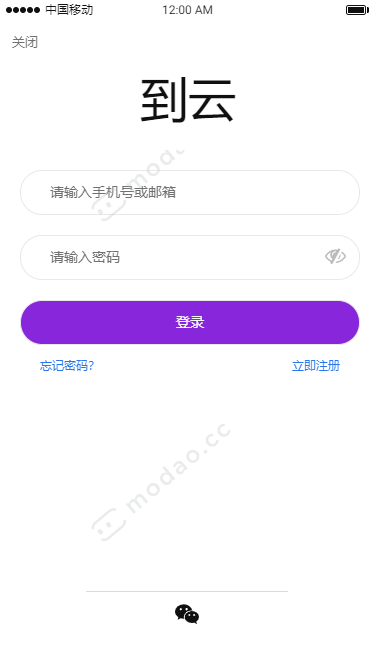 中国移动 12:00 AM
关闭
到云
modao.cc
请输入手机号或邮箱
请输入密码
登录
忘记密码? 立即注册
modao.cc